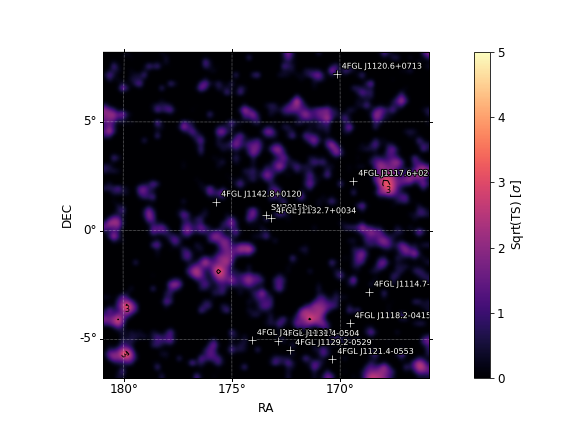 4FGL J1120.6+0713
4FGL J1117.6+02
4FGL J1142.8+0120
4FGL J1132.7+0034
4FGL J1114.7-
4FGL J1118.2-0415
4FGL J1131.4-0504
4FGL J1129.2-0529
4FGL J1121.4-0553
5°
0°
-5°
180°
175°
170°
DEC
RA
5
4
3
2
1
0
Sqrt(TS) [σ]